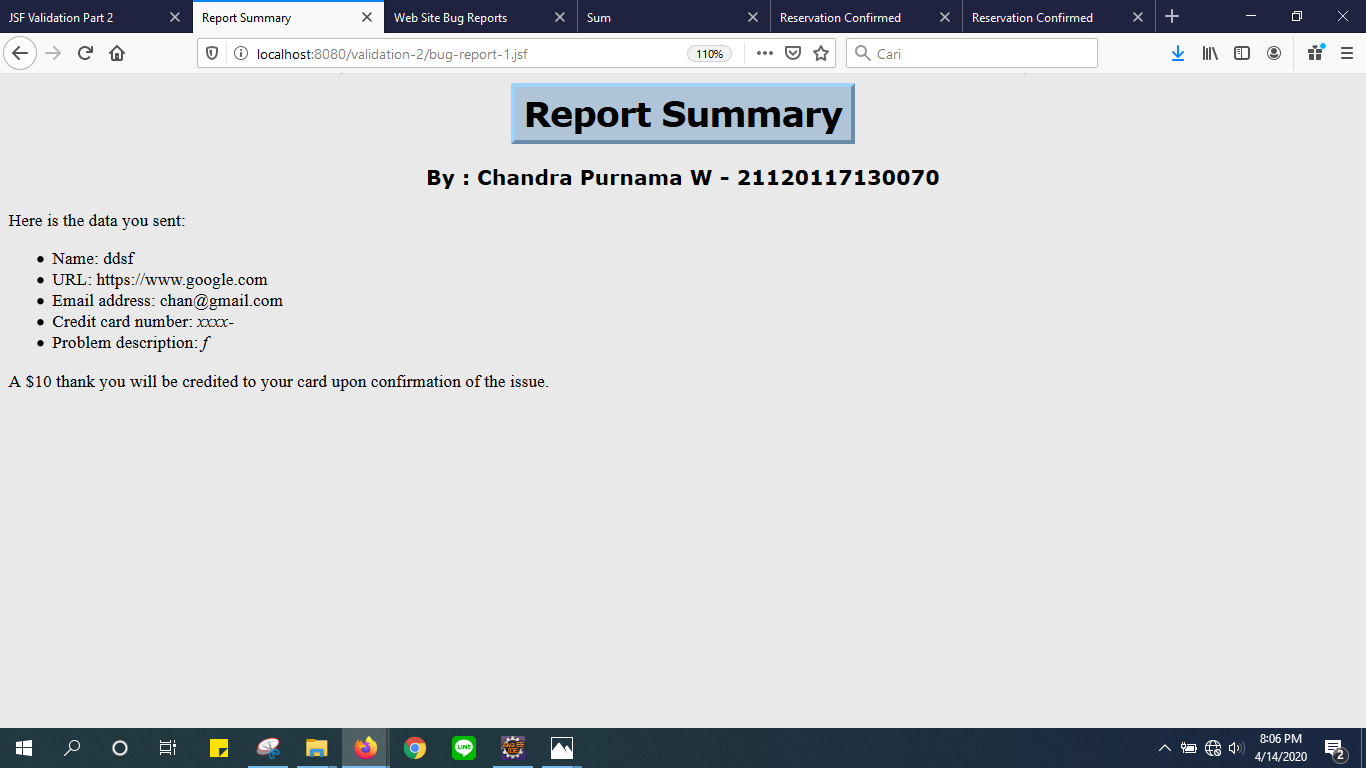 JSF Validation Part 2
Report Summary
Web Site Bug Reports
Sum
Reservation Confirmed
Reservation Confirmed
localhost:8080/validation-2/bug-report-1.jsf
110%
Cari
Report Summary
By : Chandra Purnama W - 21120117130070
Here is the data you sent:
• Name: ddsf
• URL: https://www.google.com
• Email address: chan@gmail.com
• Credit card number: xxxx-
• Problem description: f
A $10 thank you will be credited to your card upon confirmation of the issue.
LINE
Java EE
IDE
8:06 PM
4/14/2020
2